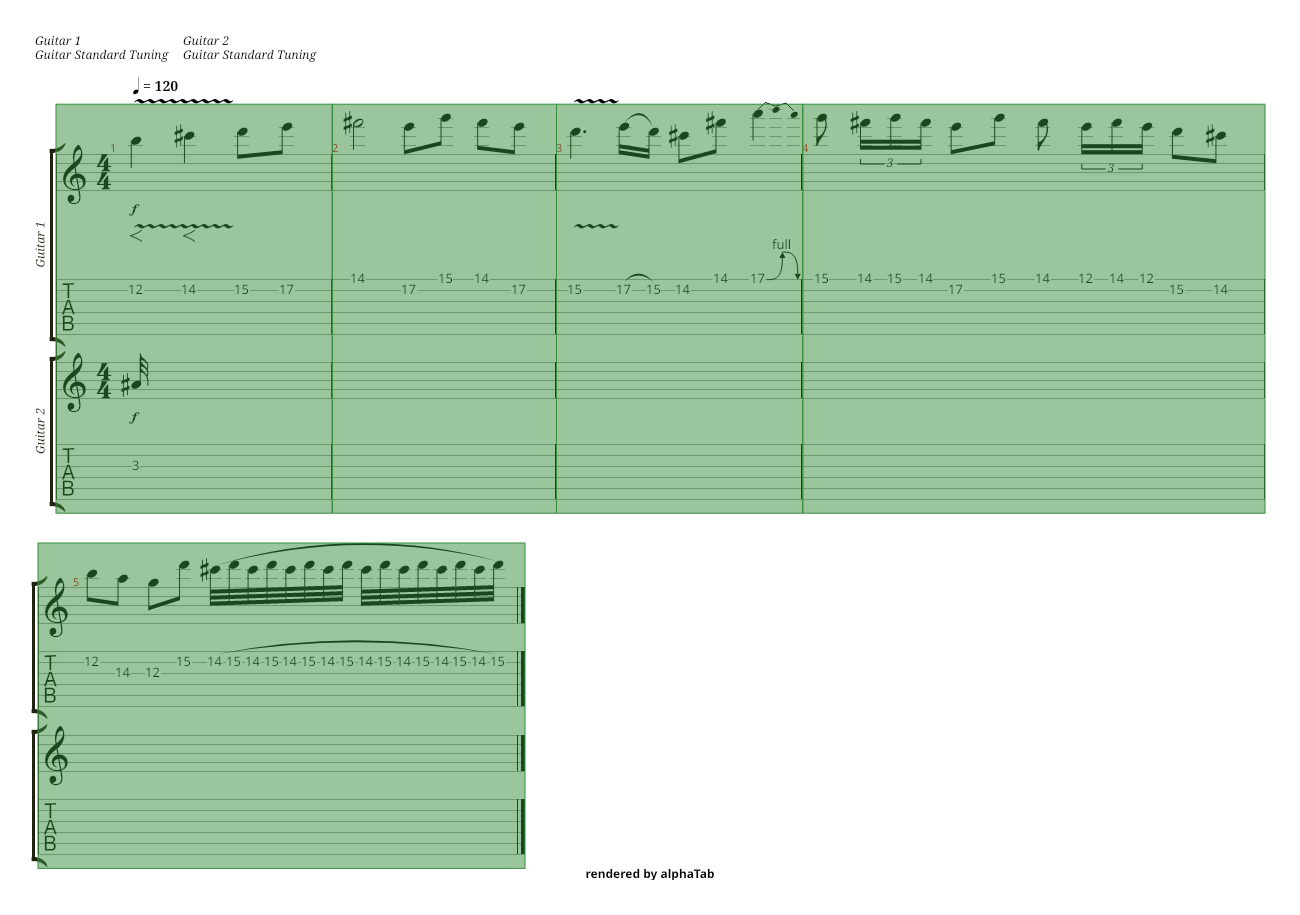 Guitar 1 Guitar 2
Guitar Standard Tuning Guitar Standard Tuning
= 120
1 2 3 4
4
4
3 3
f
Guitar 1
full
14 15 14 14 17 15 14 15 14 15 14 12 14 12
T 12 14 15 17 17 17 15 17 15 14 17 15 14
A
B
4
4
f
Guitar 2
T
A 3
B
5
T 12 15 14 15 14 15 14 15 14 15 14 15 14 15 14 15 14 15 14 15
A 14 12
B
T
A
B
rendered by alphaTab